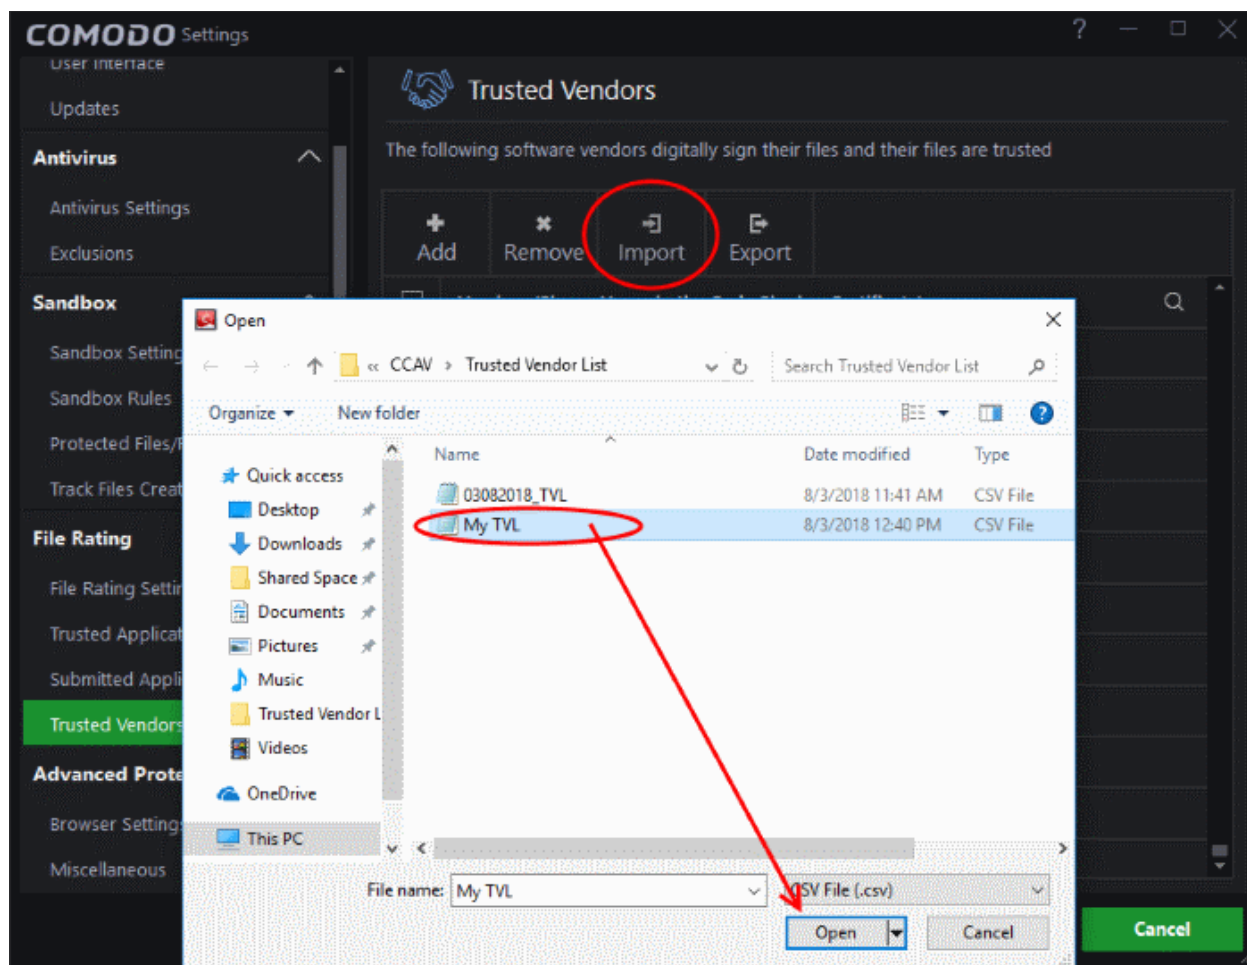 COMODO Settings
?
User Interface
Updates
Antivirus
Antivirus Settings
Exclusions
Sandbox
Sandbox Setting
Sandbox Rules
Protected Files/F
Track Files Creat
File Rating
File Rating Settin
Trusted Applicat
Submitted Appli
Trusted Vendors
Advanced Prote
Browser Settings
Miscellaneous
Trusted Vendors
The following software vendors digitally sign their files and their files are trusted
Add Remove Import Export
Open
« CCAV › Trusted Vendor List
Search Trusted Vendor List
Organize New folder
?
Quick access
Desktop
Downloads
Shared Space
Documents
Pictures
Music
Trusted Vendor L
Videos
OneDrive
This PC
Name Date modified Type
03082018_TVL 8/3/2018 11:41 AM CSV File
My TVL 8/3/2018 12:40 PM CSV File
File name: My TVL CSV File (.csv)
Open Cancel
Cancel